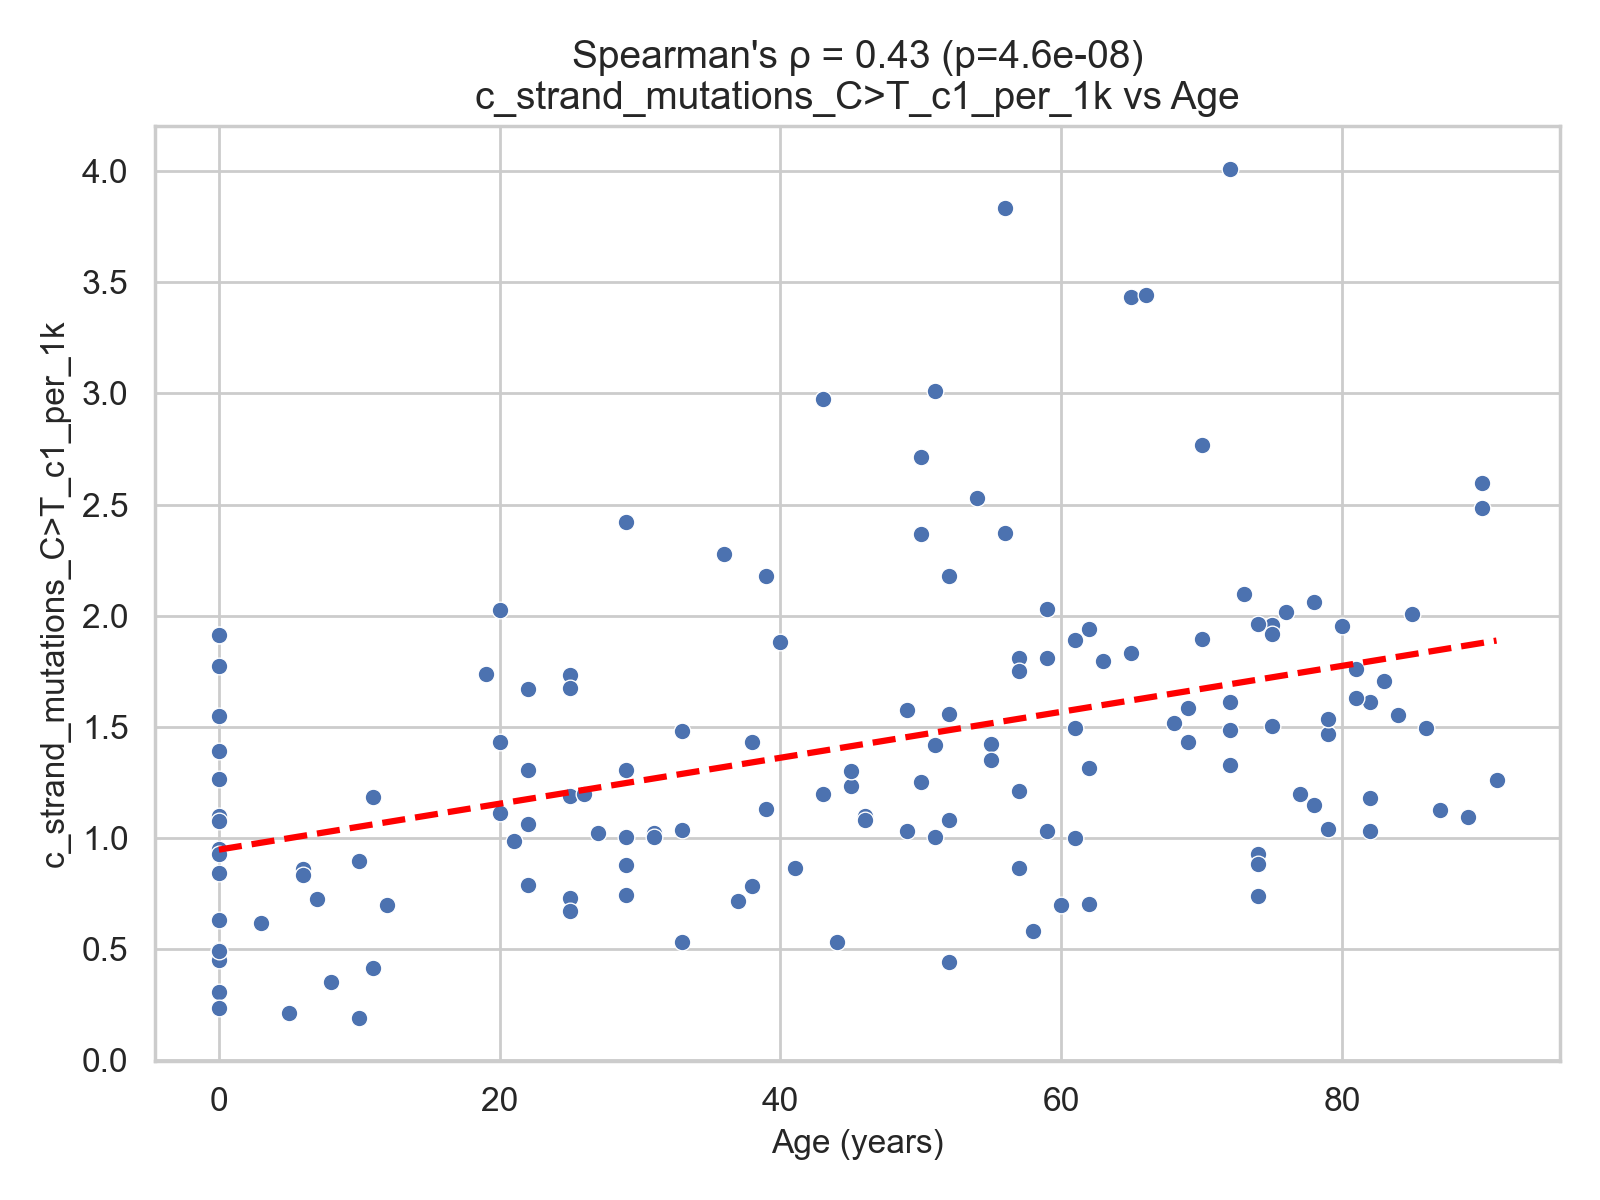 Spearman's ρ = 0.43 (p=4.6e-08)
c_strand_mutations_C>T_c1_per_1k vs Age
c_strand_mutations_C>T_c1_per_1k
4.0
3.5
3.0
2.5
2.0
1.5
1.0
0.5
0.0
0 20 40 60 80
Age (years)